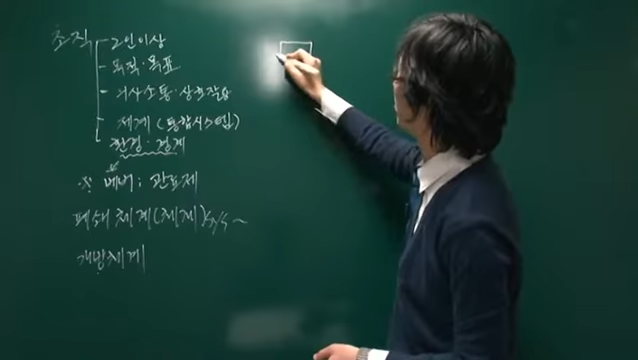 조직 - 2인이상
- 목적·목표
- 의사소통·상호작용
- 체계 (통합시스템)
환경·경계
※ 베버; 관료제
폐쇄체계(체제) sys ~
개방체계